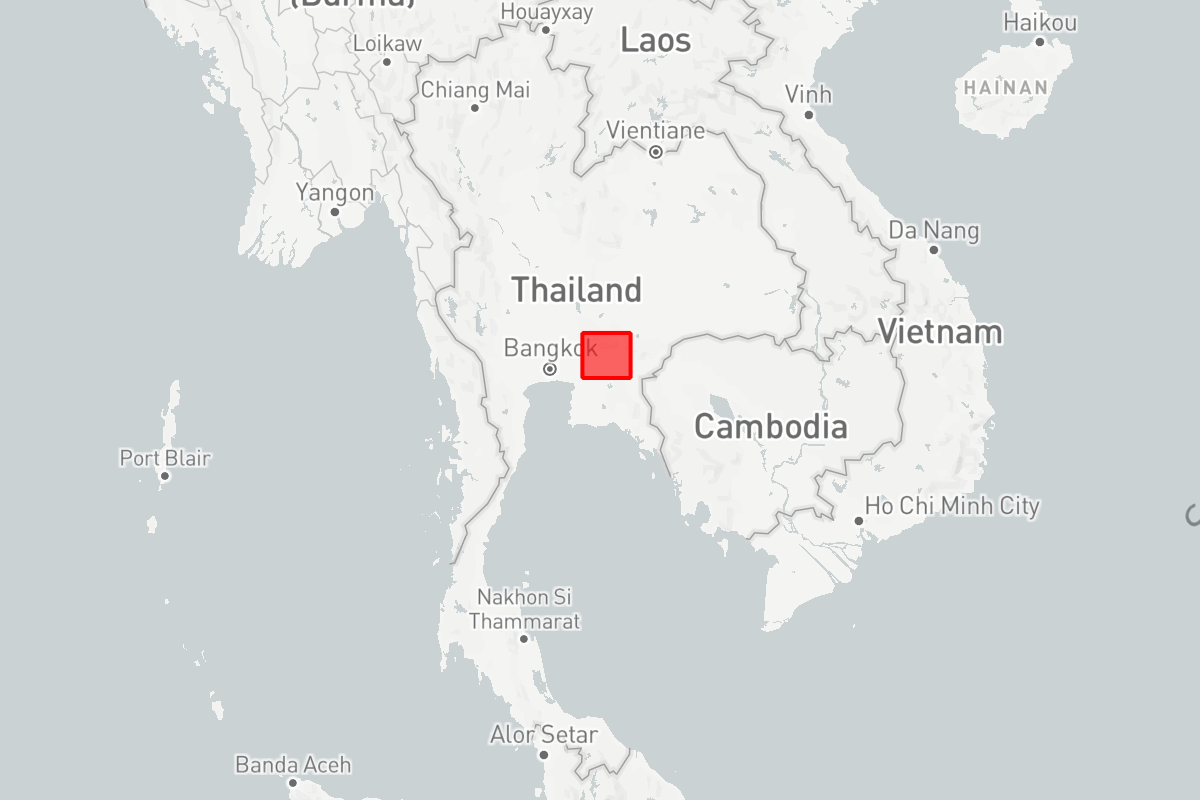 (Burma)
Houayxay
Laos
Haikou
Loikaw
HAINAN
Chiang Mai
Vinh
Vientiane
Yangon
Da Nang
Thailand
Vietnam
Bangkok
Cambodia
Port Blair
Ho Chi Minh City
Nakhon Si
Thammarat
Alor Setar
Banda Aceh